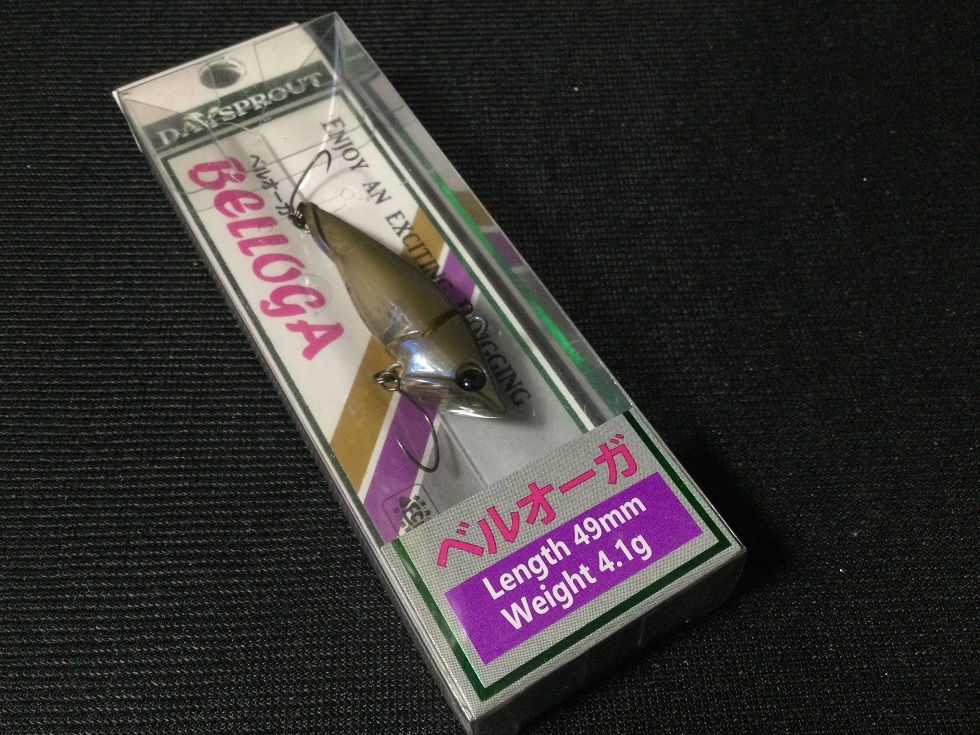 DAYSPROUT
ベルオーガ
BELLOGA
ENJOY AN EXCITING
ベルオーガ
Length 49mm
Weight 4.1g